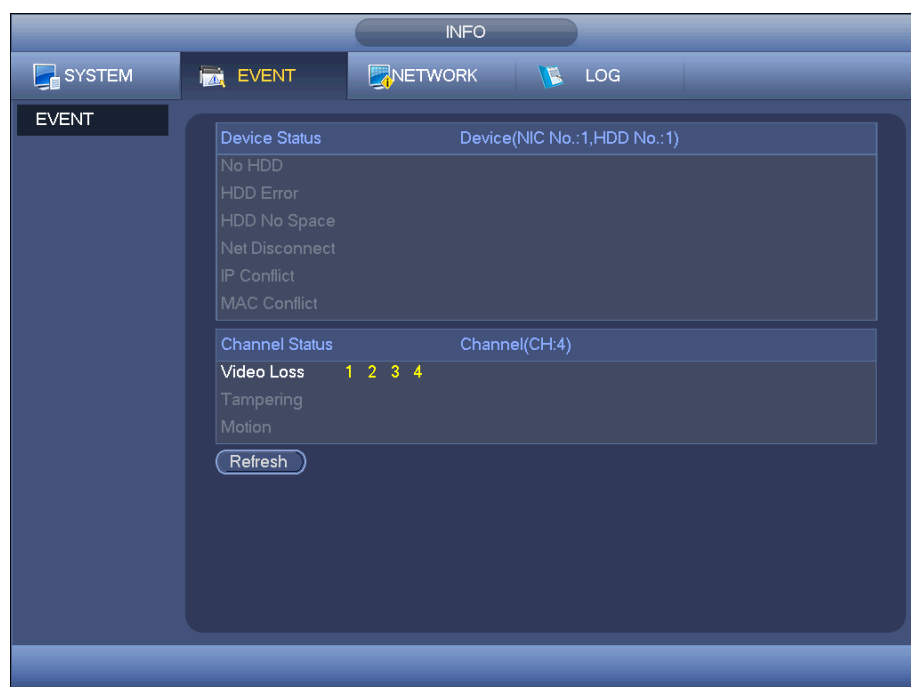 INFO
SYSTEM EVENT NETWORK LOG
EVENT
Device Status Device(NIC No.:1,HDD No.:1)
No HDD
HDD Error
HDD No Space
Net Disconnect
IP Conflict
MAC Conflict
Channel Status Channel(CH:4)
Video Loss 1 2 3 4
Tampering
Motion
Refresh